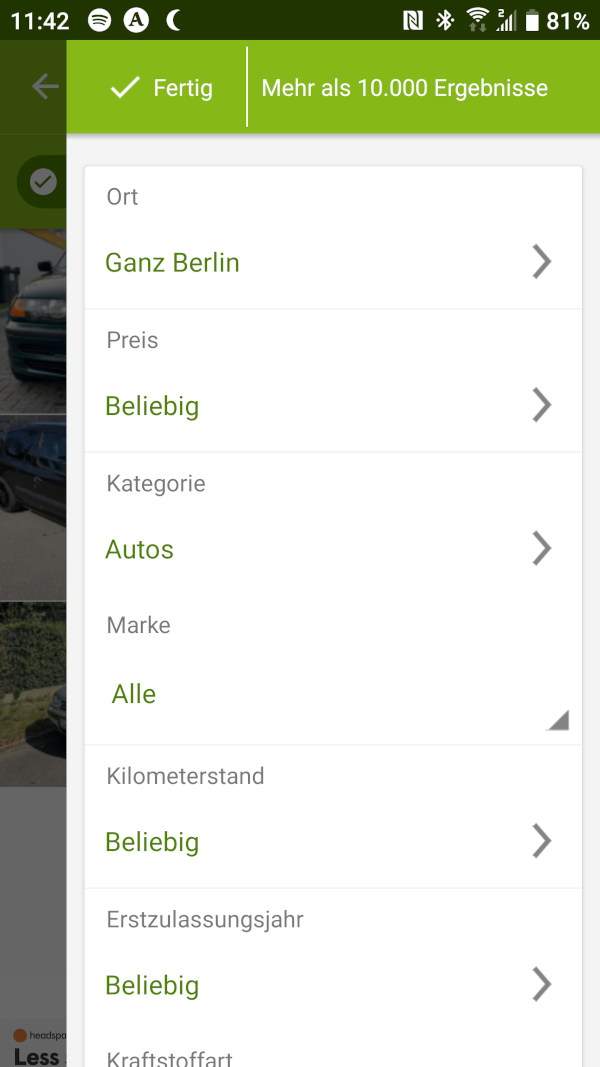 11:42
81%
Fertig
Mehr als 10.000 Ergebnisse
Ort
Ganz Berlin
Preis
Beliebig
Kategorie
Autos
Marke
Alle
Kilometerstand
Beliebig
Erstzulassungsjahr
Beliebig
Kraftstoffart
headspa
Less